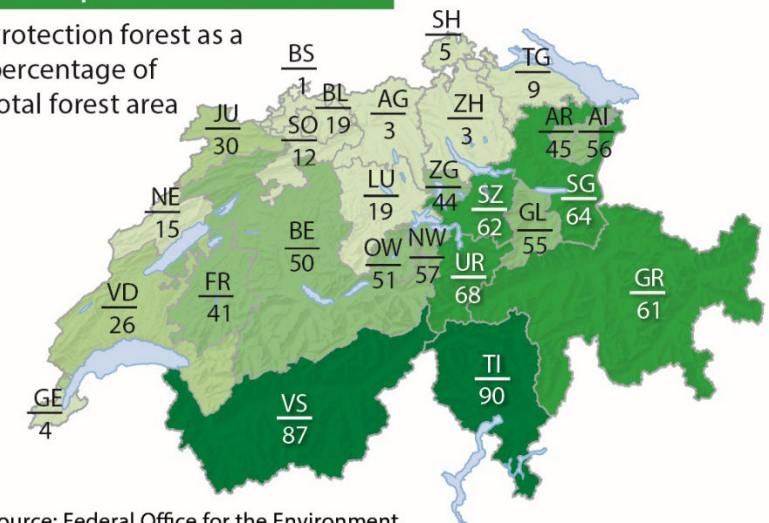 rotection forest as a
percentage of
otal forest area
SH
5
BS
1
TG
9
BL
19
AG
3
ZH
3
JU
30
SO
12
AR
45
AI
56
LU
19
ZG
44
SZ
62
SG
64
NE
15
BE
50
OW
51
NW
57
GL
55
UR
68
VD
26
FR
41
GR
61
GE
4
VS
87
TI
90
ource: Federal Office for the Environment